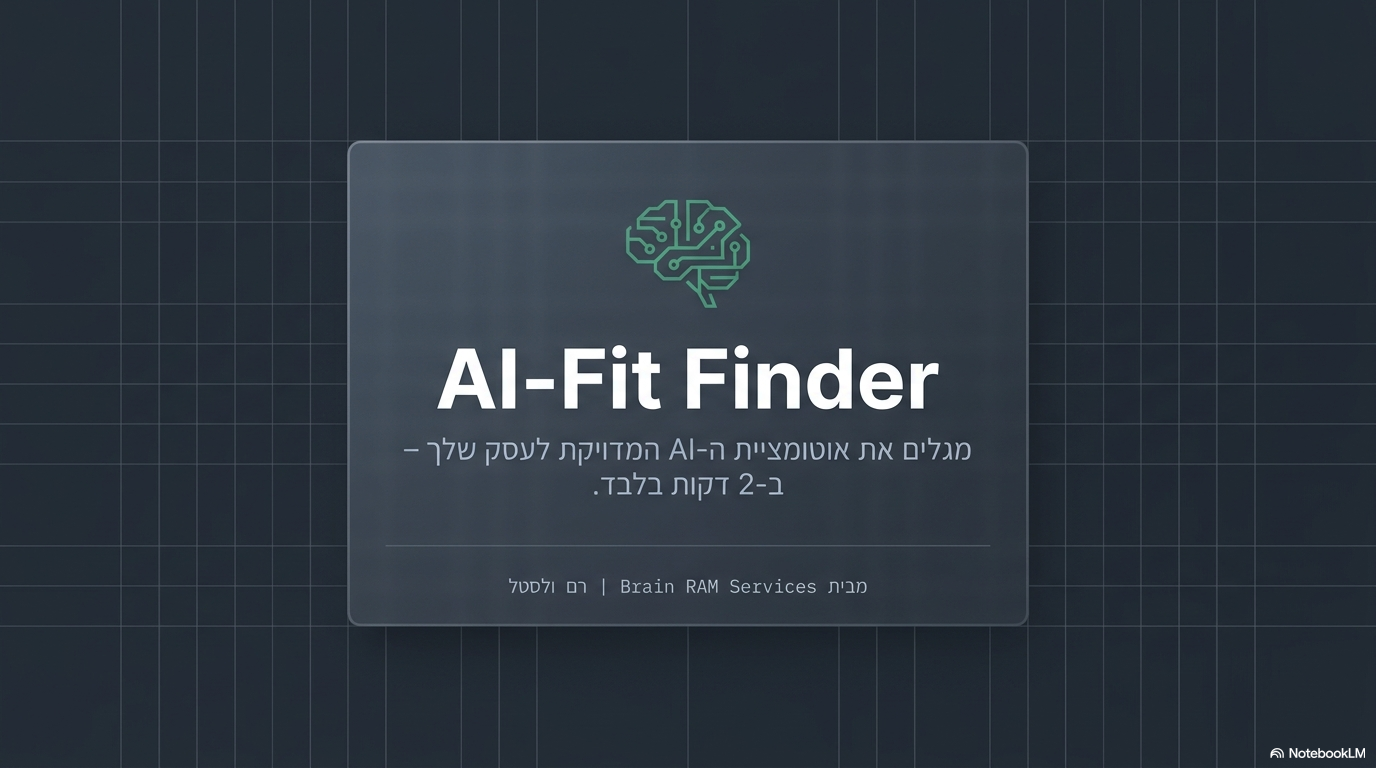 AI-Fit Finder
מגלים את אוטומציית ה-AI המדויקת לעסק שלך –
ב-2 דקות בלבד.
מבית Brain RAM Services | רם ולסטל
NotebookLM